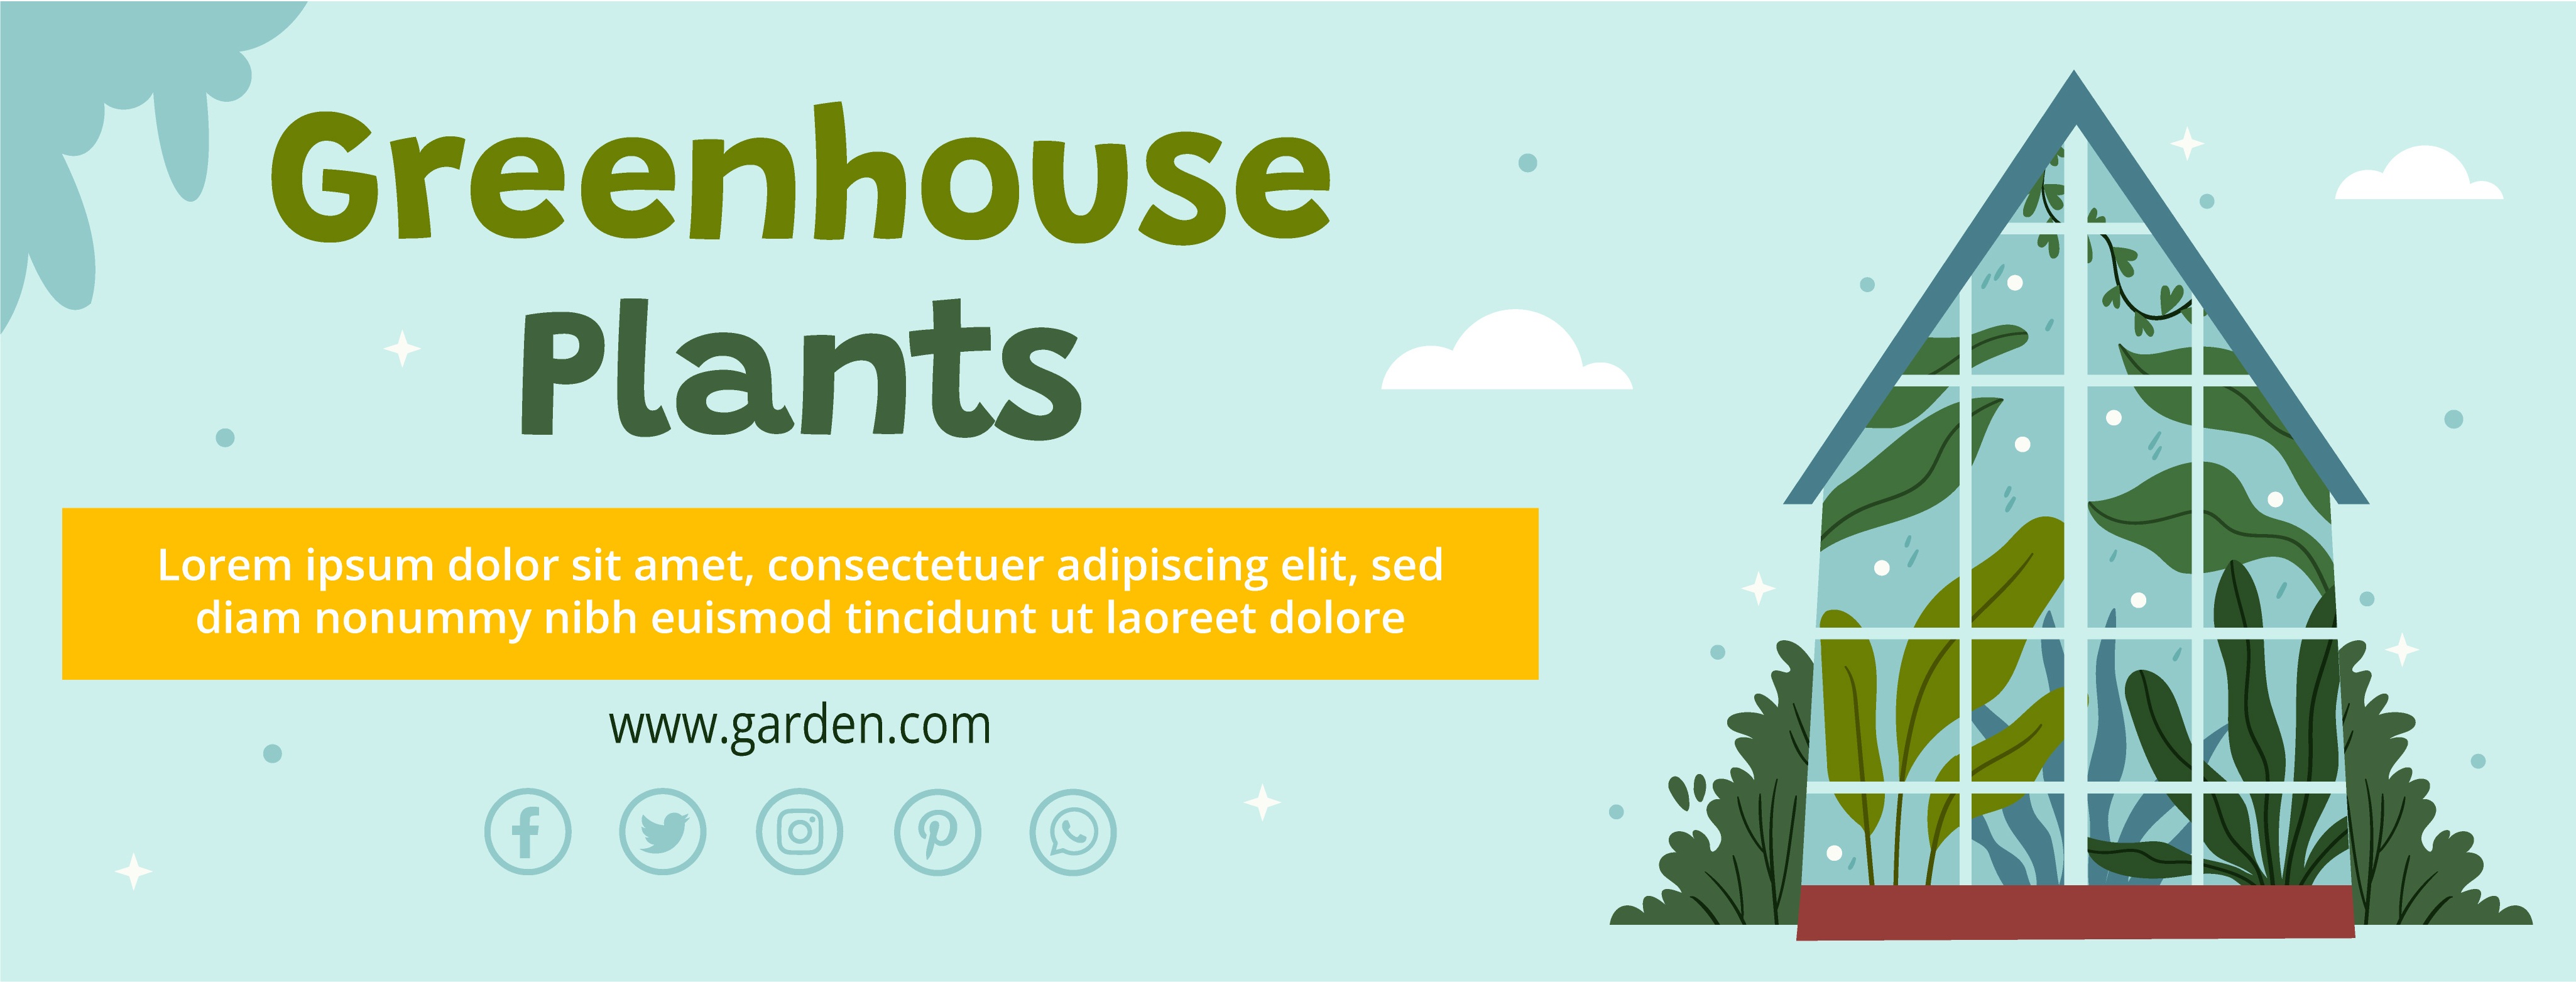 Greenhouse
Plants
Lorem ipsum dolor sit amet, consectetuer adipiscing elit, sed
diam nonummy nibh euismod tincidunt ut laoreet dolore
www.garden.com